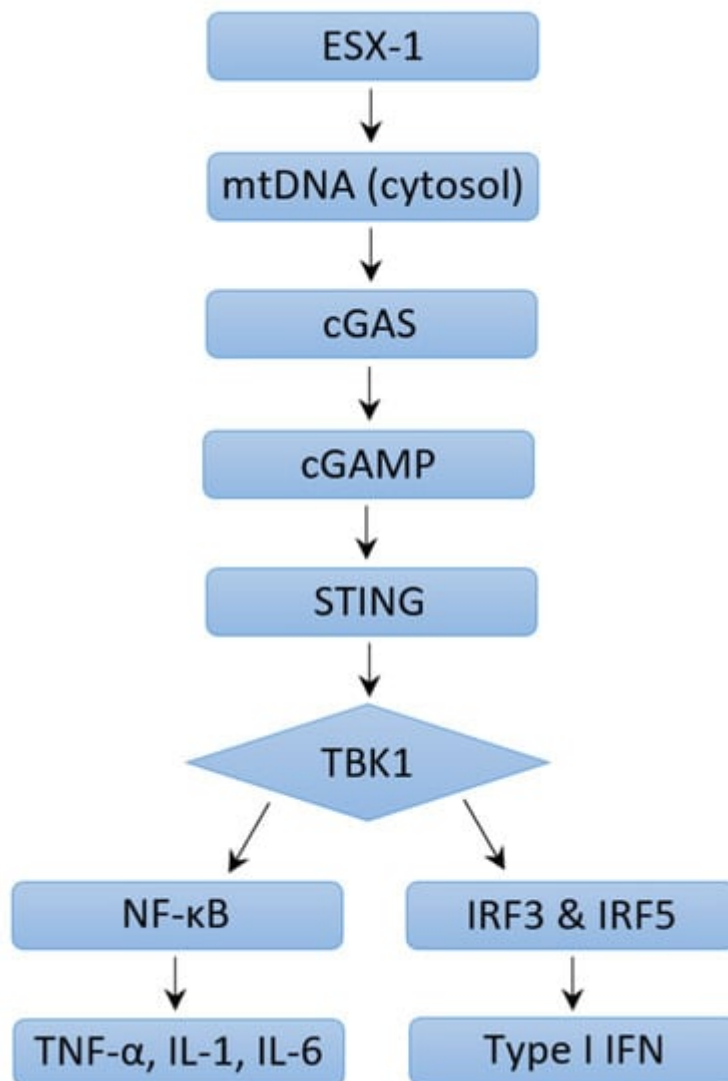 ESX-1
mtDNA (cytosol)
cGAS
cGAMP
STING
TBK1
NF-κB
IRF3 & IRF5
TNF-α, IL-1, IL-6
Type I IFN